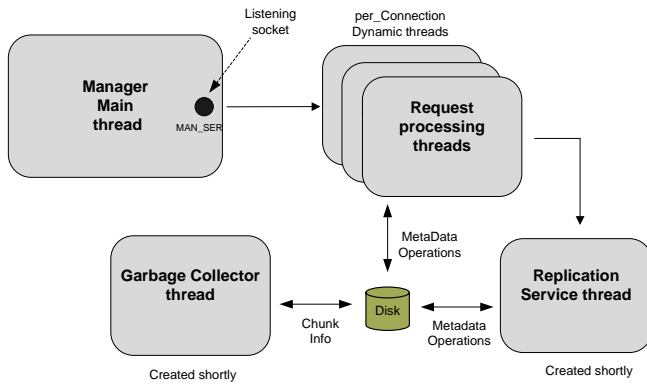 Listening
socket
per_Connection
Dynamic threads
Manager
Main
thread
MAN_SER
Request
processing
threads
MetaData
Operations
Garbage Collector
thread
Disk
Replication
Service thread
Chunk
Info
Metadata
Operations
Created shortly
Created shortly